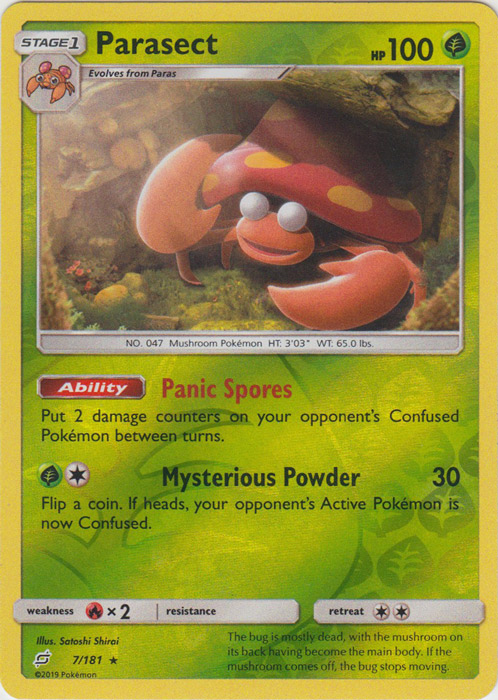 STAGE 1 Parasect HP 100
Evolves from Paras
NO. 047 Mushroom Pokémon HT: 3'03" WT: 65.0 lbs.
Ability Panic Spores
Put 2 damage counters on your opponent's Confused
Pokémon between turns.
Mysterious Powder 30
Flip a coin. If heads, your opponent's Active Pokémon is
now Confused.
weakness × 2 resistance retreat
Illus. Satoshi Shirai
7/181
©2019 Pokémon
The bug is mostly dead, with the mushroom on
its back having become the main body. If the
mushroom comes off, the bug stops moving.